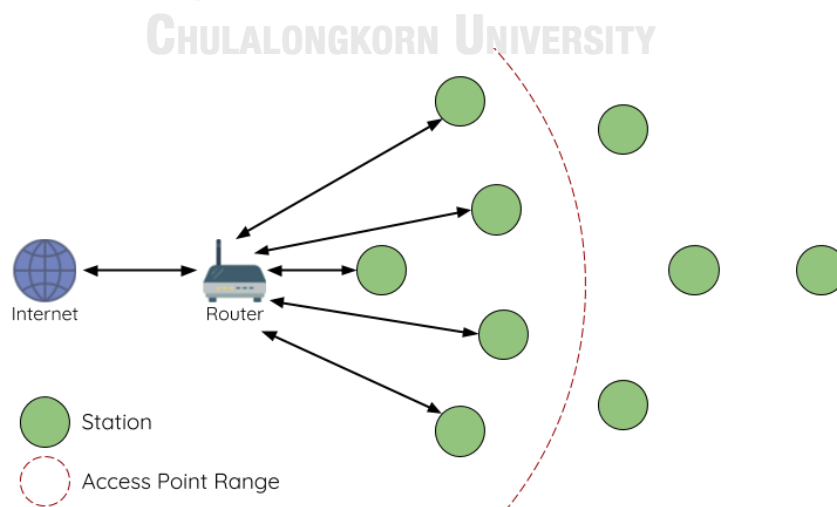 CHULALONGKORN UNIVERSITY
Internet
Router
Station
Access Point Range